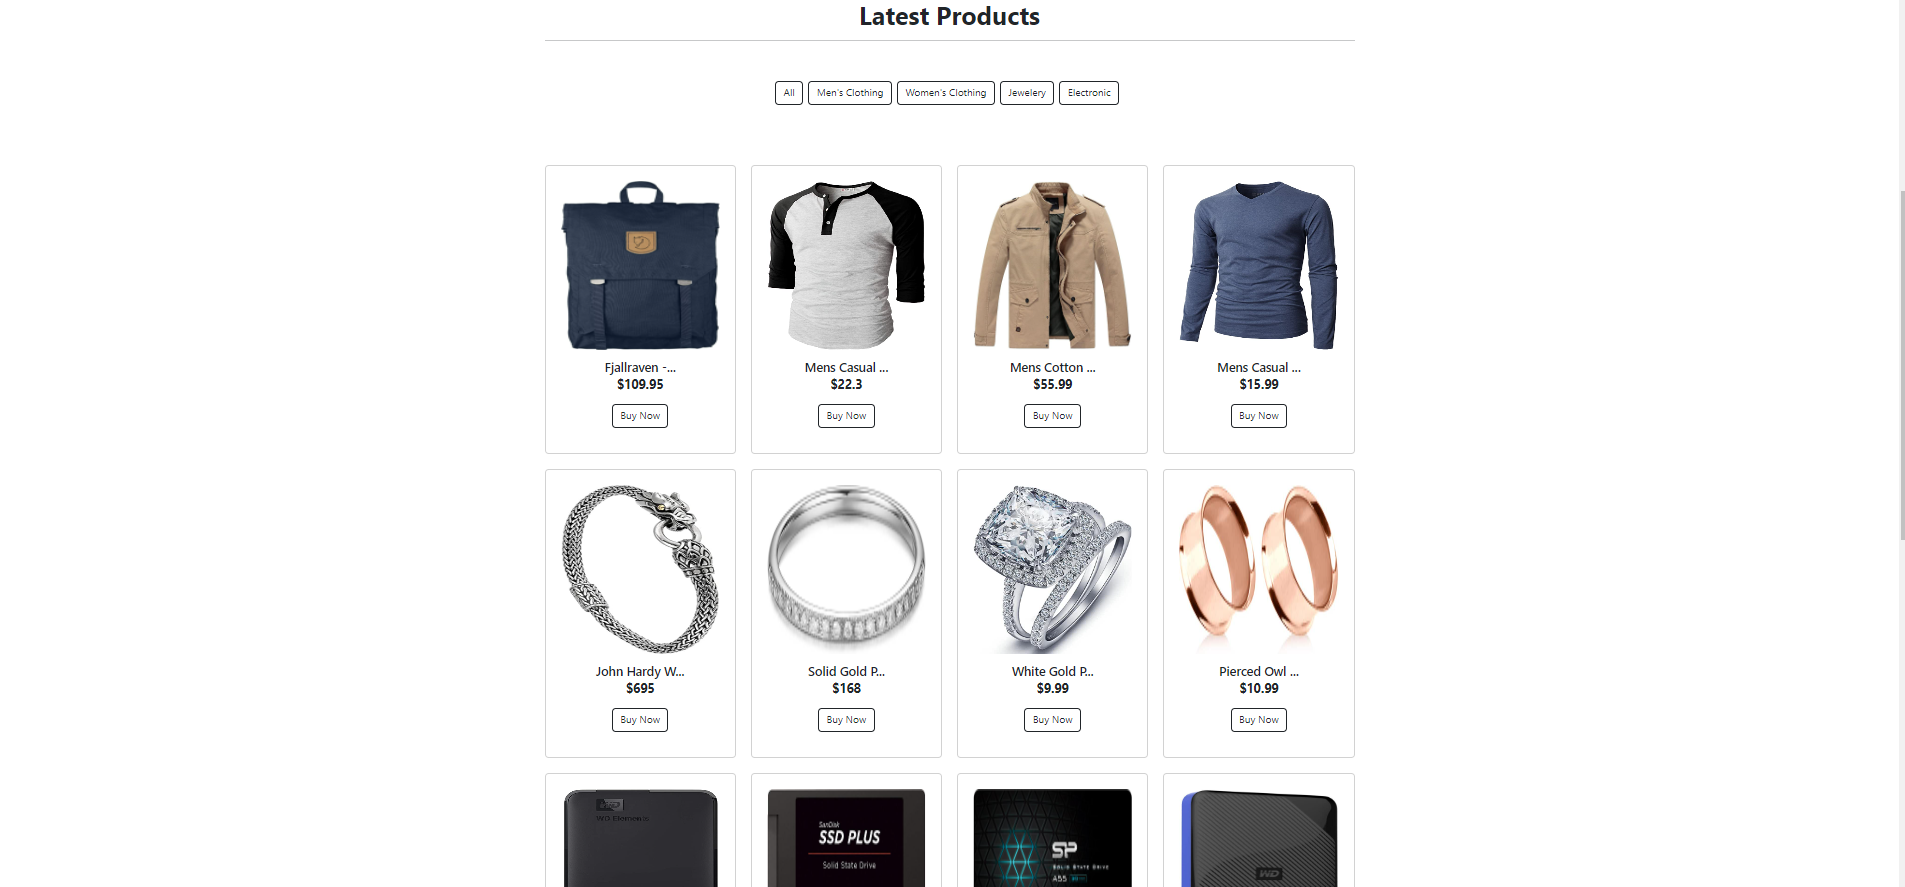 Latest Products
All Men's Clothing Women's Clothing Jewelery Electronic
Fjallraven -...
$109.95
Buy Now
Mens Casual ...
$22.3
Buy Now
Mens Cotton ...
$55.99
Buy Now
Mens Casual ...
$15.99
Buy Now
John Hardy W...
$695
Buy Now
Solid Gold P...
$168
Buy Now
White Gold P...
$9.99
Buy Now
Pierced Owl ...
$10.99
Buy Now
WD
WD Elements
SanDisk
SSD PLUS
Solid State Drive
SP
SOLID STATE DRIVE
A55
WD